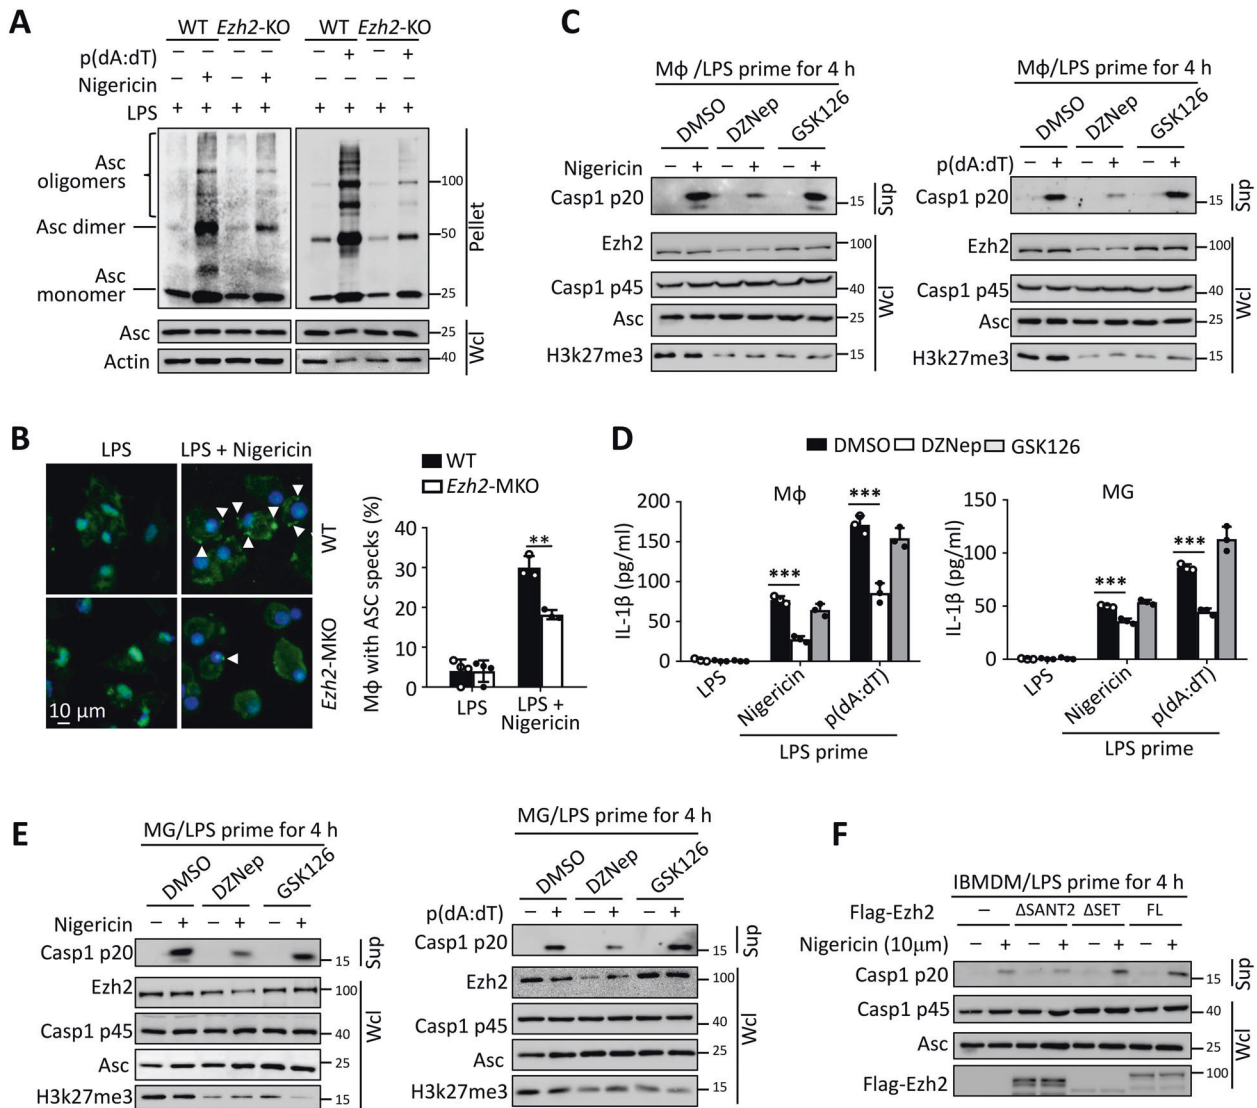 A
WT Ezh2-KO WT Ezh2-KO
p(dA:dT) – – – – – + – +
Nigericin – + – + – – – –
LPS + + + + + + + +
Asc
oligomers
Asc dimer
Asc
monomer
100
50
25
Pellet
Asc
25
Actin
40
Wcl
B
LPS LPS + Nigericin
WT
Ezh2-MKO
10 μm
WT
Ezh2-MKO
Mϕ with ASC specks (%)
40
30
20
10
0
**
LPS LPS +
Nigericin
C
Mϕ /LPS prime for 4 h
DMSO DZNep GSK126
Nigericin – + – + – +
Casp1 p20
15
Sup
Ezh2
100
Casp1 p45
40
Asc
25
H3k27me3
15
Wcl
Mϕ/LPS prime for 4 h
DMSO DZNep GSK126
p(dA:dT) – + – + – +
Casp1 p20
15
Sup
Ezh2
100
Casp1 p45
40
Asc
25
H3k27me3
15
Wcl
D
DMSO DZNep GSK126
Mϕ
IL-1β (pg/ml)
200
150
100
50
0
***
***
LPS
Nigericin
p(dA:dT)
LPS prime
MG
IL-1β (pg/ml)
150
100
50
0
***
***
LPS
Nigericin
p(dA:dT)
LPS prime
E
MG/LPS prime for 4 h
DMSO DZNep GSK126
Nigericin – + – + – +
Casp1 p20
15
Sup
Ezh2
100
Casp1 p45
40
Asc
25
H3k27me3
15
Wcl
MG/LPS prime for 4 h
DMSO DZNep GSK126
p(dA:dT) – + – + – +
Casp1 p20
15
Sup
Ezh2
100
Casp1 p45
40
Asc
25
H3k27me3
15
Wcl
F
IBMDM/LPS prime for 4 h
Flag-Ezh2 – ΔSANT2 ΔSET FL
Nigericin (10μm) – + – + – + – +
Casp1 p20
15
Sup
Casp1 p45
40
Asc
25
Flag-Ezh2
100
Wcl